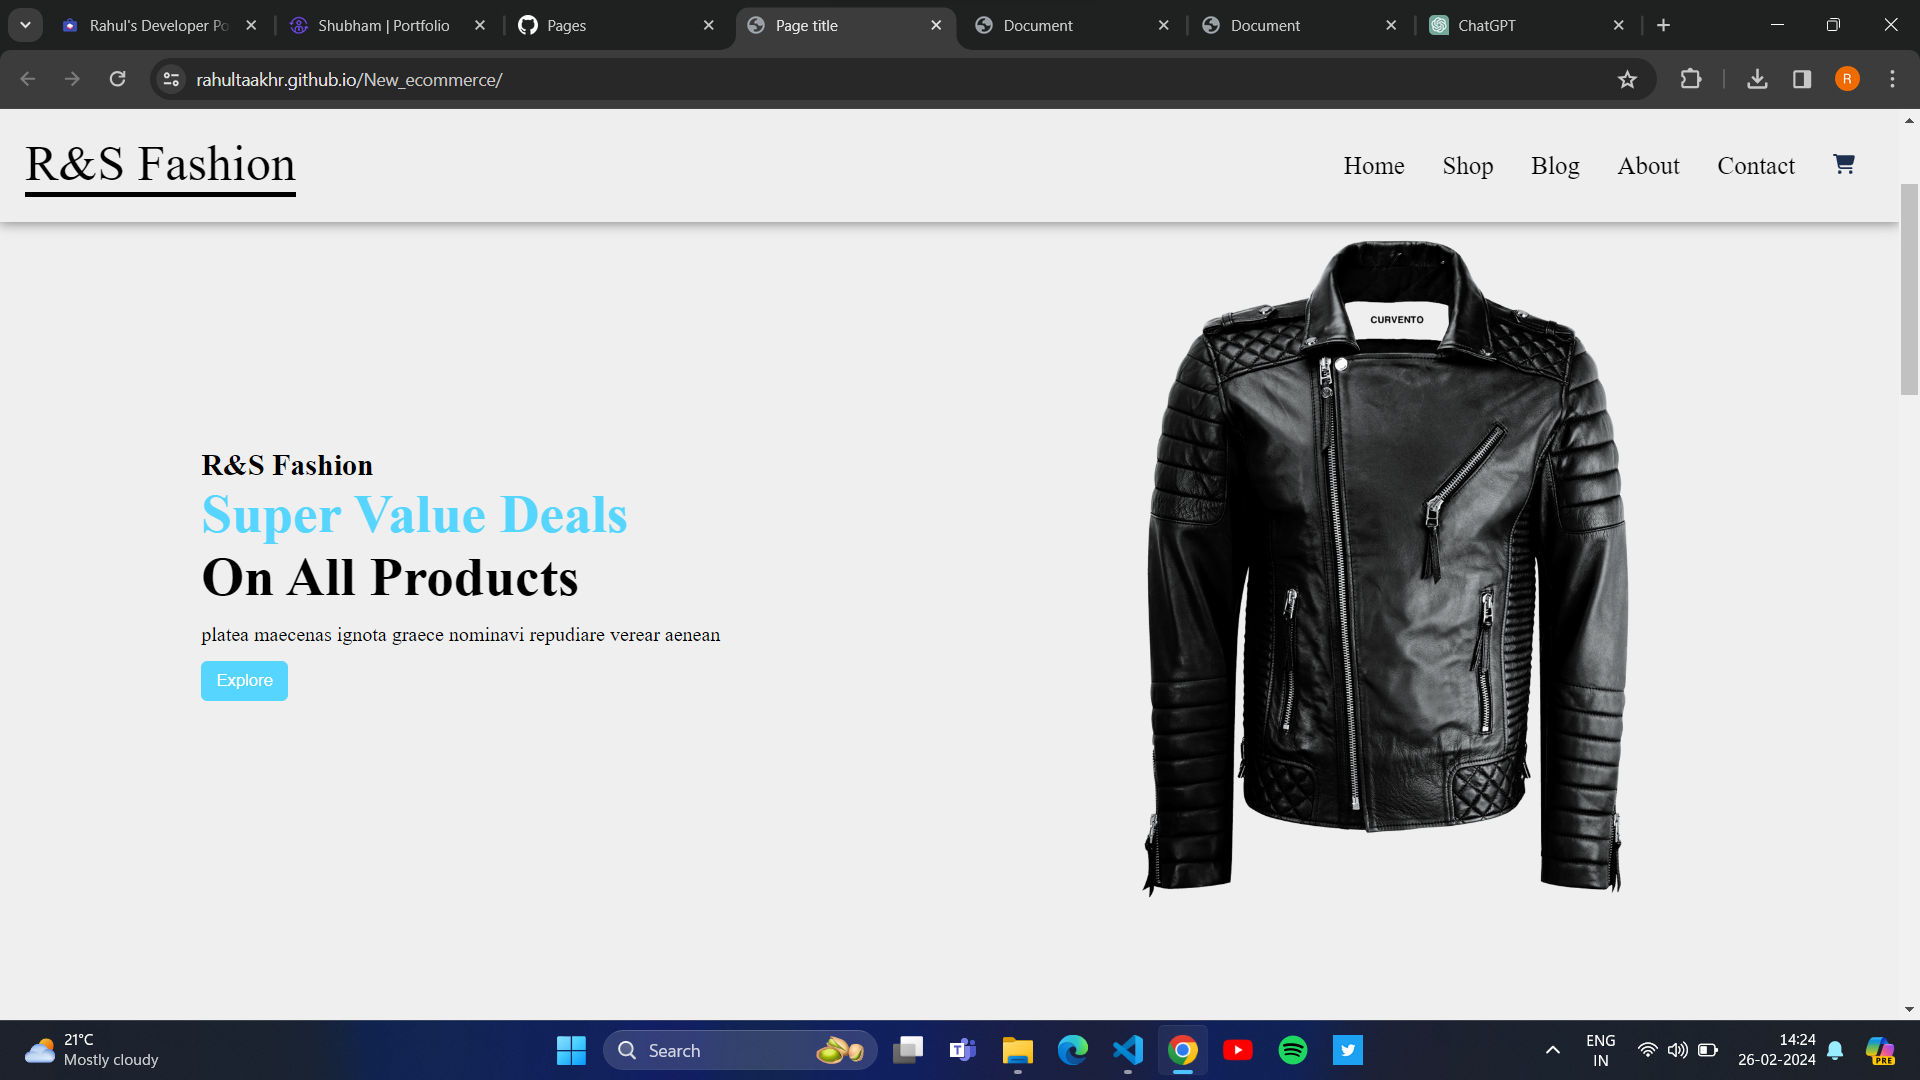 Rahul's Developer Po
Shubham | Portfolio
Pages
Page title
Document
Document
ChatGPT
rahultaakhr.github.io/New_ecommerce/
R
R&S Fashion
Home
Shop
Blog
About
Contact
CURVENTO
R&S Fashion
Super Value Deals
On All Products
platea maecenas ignota graece nominavi repudiare verear aenean
Explore
21°C
Mostly cloudy
Search
ENG
IN
14:24
26-02-2024
PRE